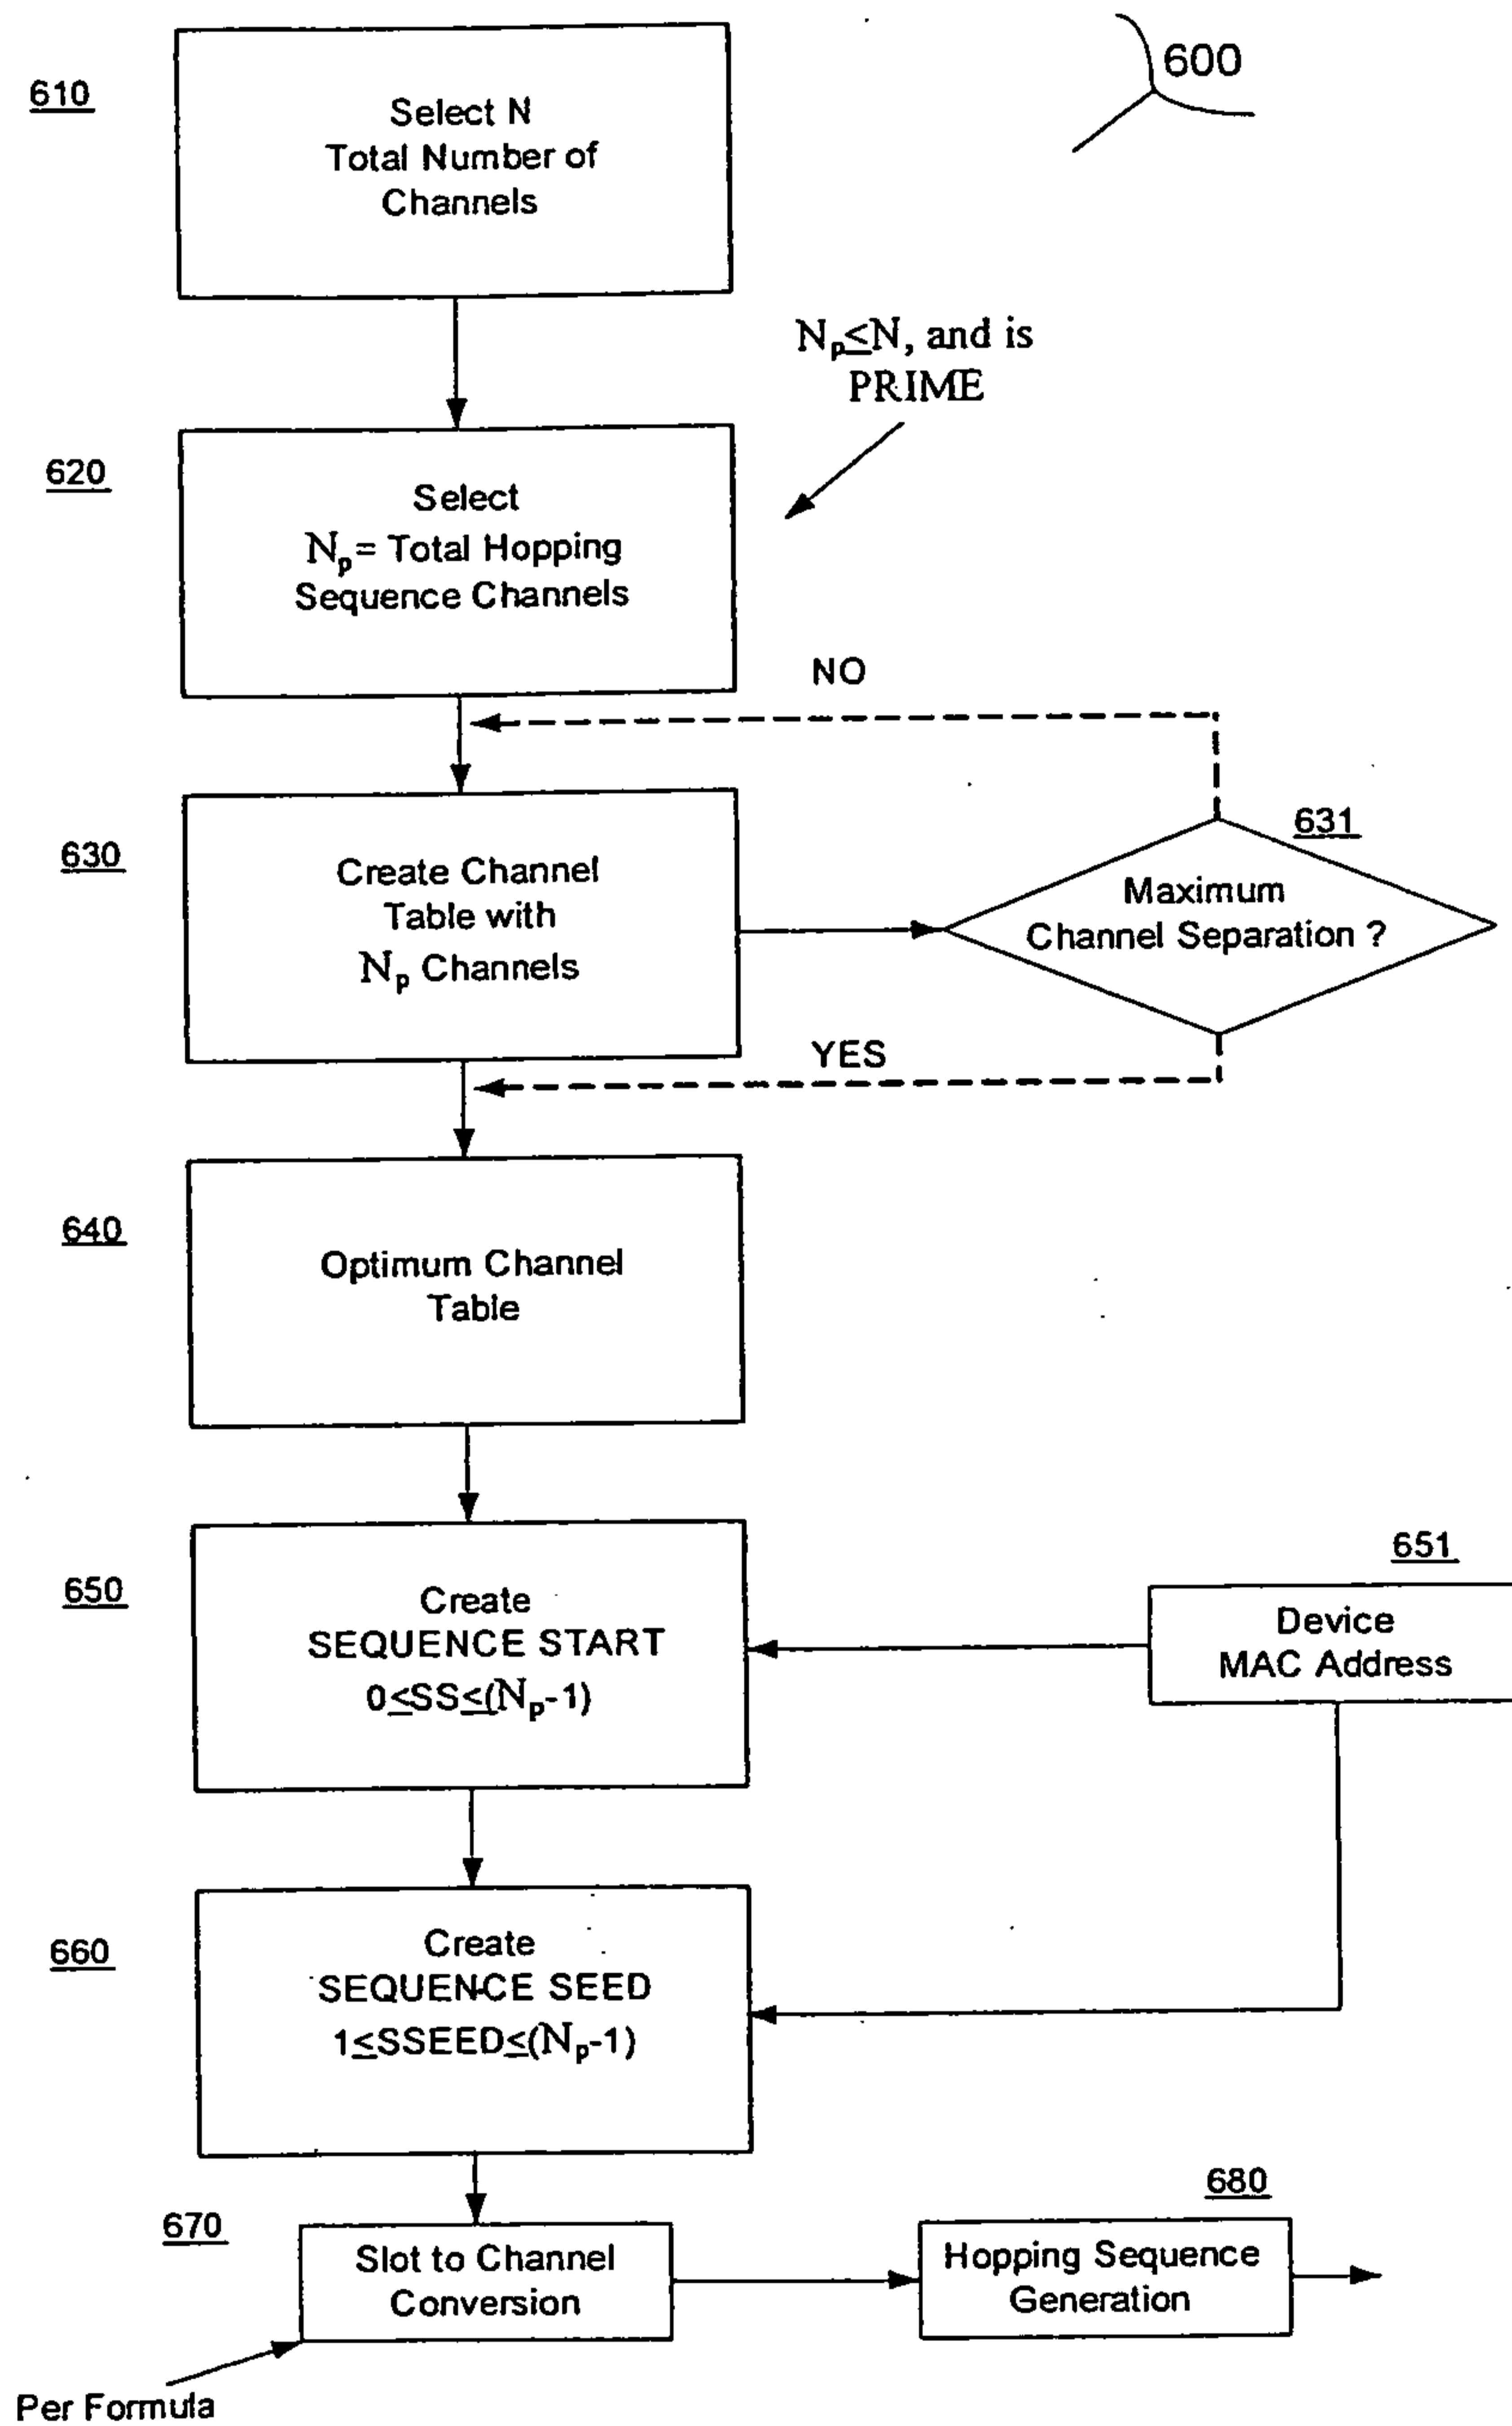 600
610
Select N
Total Number of
Channels
Nₚ≤N, and is
PRIME
620
Select
Nₚ= Total Hopping
Sequence Channels
NO
630
Create Channel
Table with
Nₚ Channels
631
Maximum
Channel Separation ?
YES
640
Optimum Channel
Table
650
Create
SEQUENCE START
0≤SS≤(Nₚ-1)
651
Device
MAC Address
660
Create
SEQUENCE SEED
1≤SSEED≤(Nₚ-1)
670
Slot to Channel
Conversion
680
Hopping Sequence
Generation
Per Formula